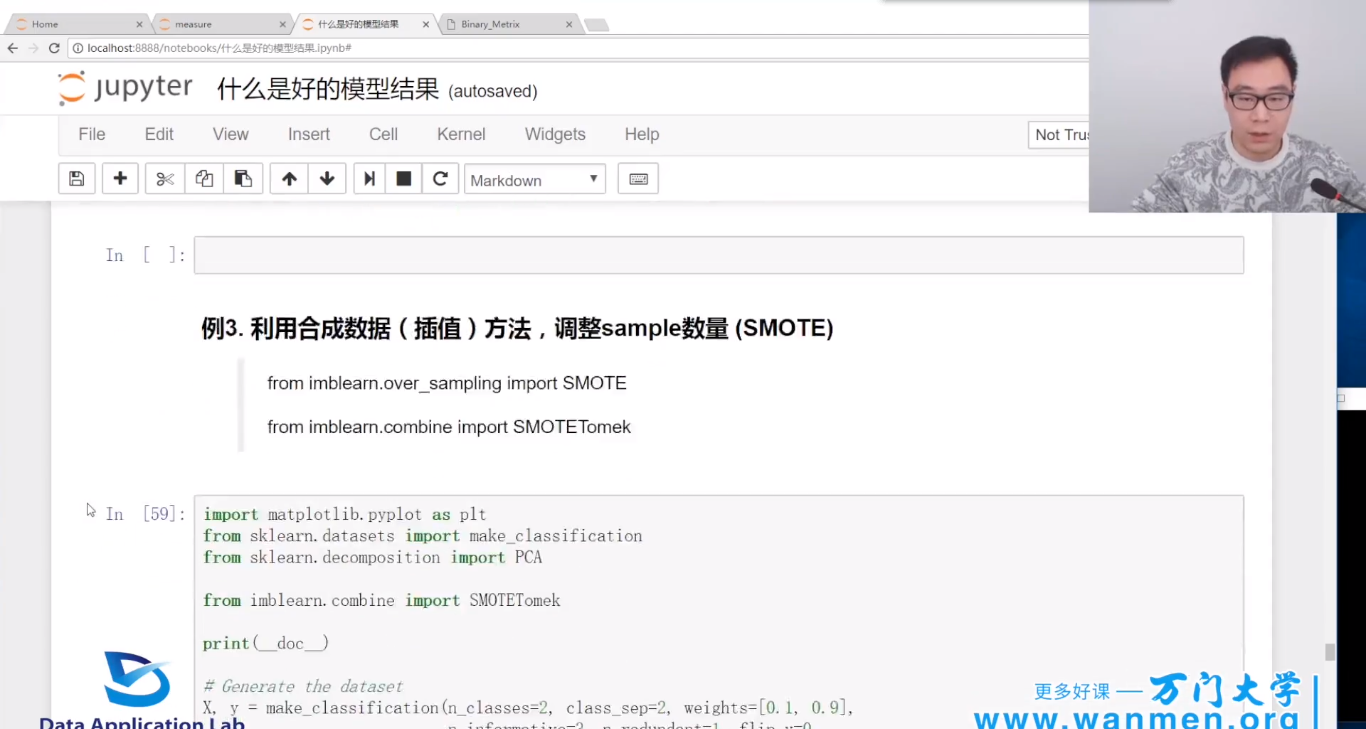 Home
measure
什么是好的模型结果
Binary_Metrix
localhost:8888/notebooks/什么是好的模型结果.ipynb#
jupyter 什么是好的模型结果 (autosaved)
File Edit View Insert Cell Kernel Widgets Help
Not
Markdown
In [ ]:
例3. 利用合成数据（插值）方法，调整sample数量 (SMOTE)
from imblearn.over_sampling import SMOTE
from imblearn.combine import SMOTETomek
In [59]:
import matplotlib.pyplot as plt
from sklearn.datasets import make_classification
from sklearn.decomposition import PCA
from imblearn.combine import SMOTETomek
print(__doc__)
# Generate the dataset
X, y = make_classification(n_classes=2, class_sep=2, weights=[0.1, 0.9],
n_informative=3, n_redundant=1, flip_y=0,
Data Application Lab
更多好课 — 万门大学
www.wanmen.org